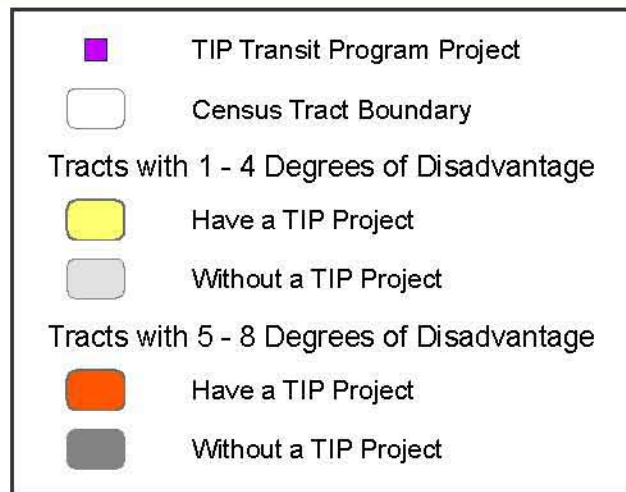 TIP Transit Program Project
Census Tract Boundary
Tracts with 1 - 4 Degrees of Disadvantage
Have a TIP Project
Without a TIP Project
Tracts with 5 - 8 Degrees of Disadvantage
Have a TIP Project
Without a TIP Project